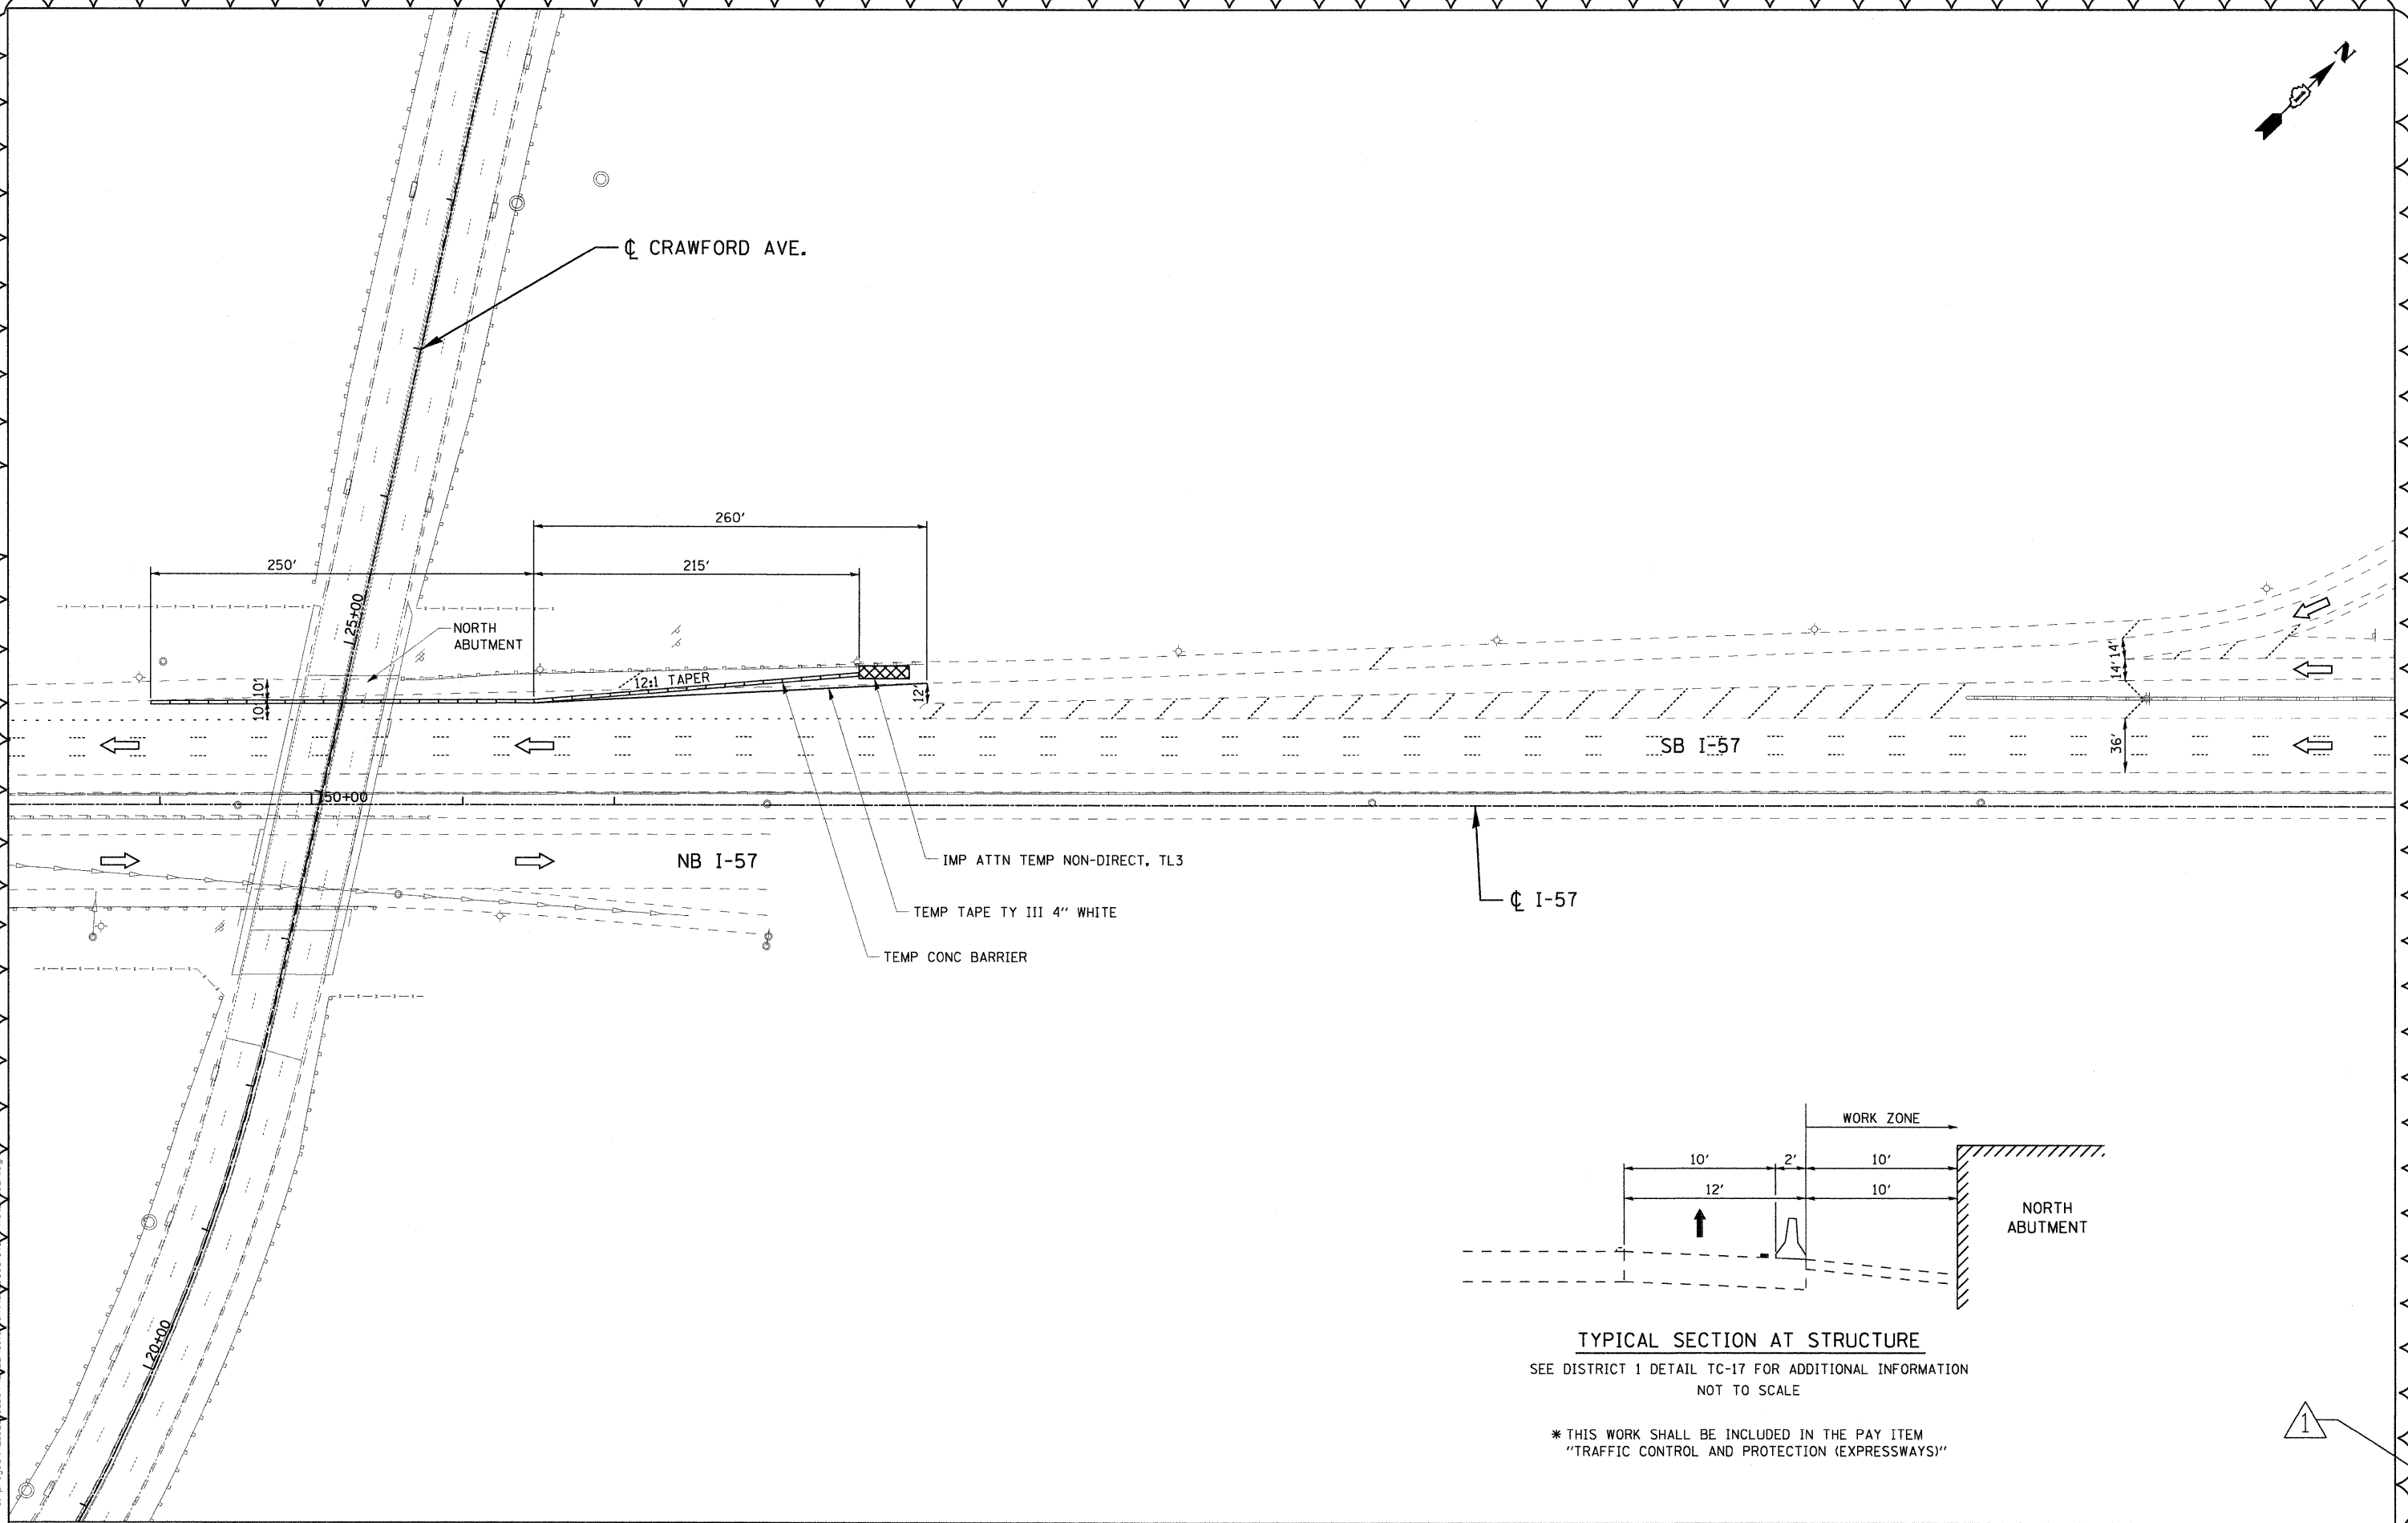 N
℄ CRAWFORD AVE.
260'
250'
215'
L25+00
NORTH
ABUTMENT
12:1 TAPER
10'
10'
12'
14'
14'
36'
SB I-57
1750+00
NB I-57
IMP ATTN TEMP NON-DIRECT, TL3
TEMP TAPE TY III 4" WHITE
TEMP CONC BARRIER
℄ I-57
L20+00
WORK ZONE
10'
2'
10'
12'
10'
NORTH
ABUTMENT
TYPICAL SECTION AT STRUCTURE
SEE DISTRICT 1 DETAIL TC-17 FOR ADDITIONAL INFORMATION
NOT TO SCALE
* THIS WORK SHALL BE INCLUDED IN THE PAY ITEM
"TRAFFIC CONTROL AND PROTECTION (EXPRESSWAYS)"
1